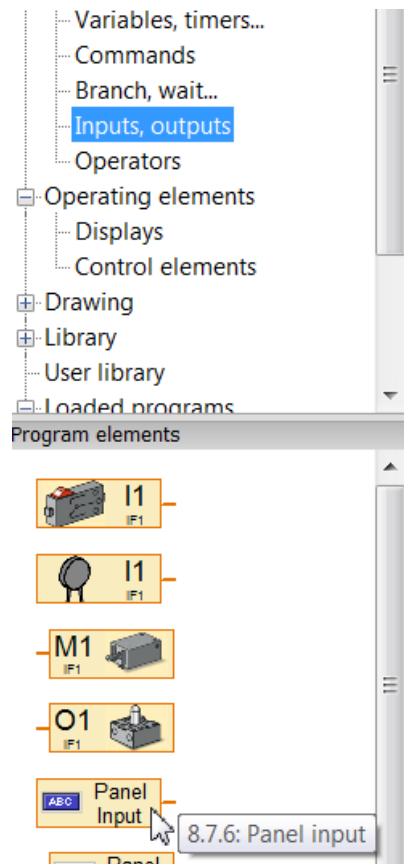 Variables, timers...
Commands
Branch, wait...
Inputs, outputs
Operators
Operating elements
Displays
Control elements
Drawing
Library
User library
Loaded programs
Program elements
I1
IF1
I1
IF1
M1
IF1
O1
IF1
ABC
Panel
Input
8.7.6: Panel input
Panel